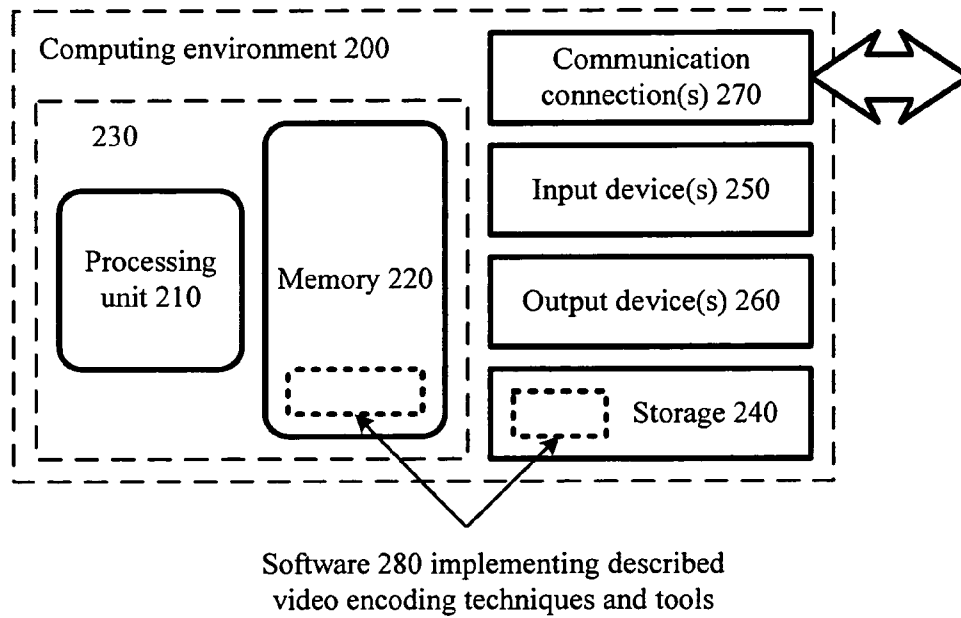 Computing environment 200
Communication
connection(s) 270
230
Input device(s) 250
Processing
unit 210
Memory 220
Output device(s) 260
Storage 240
Software 280 implementing described
video encoding techniques and tools